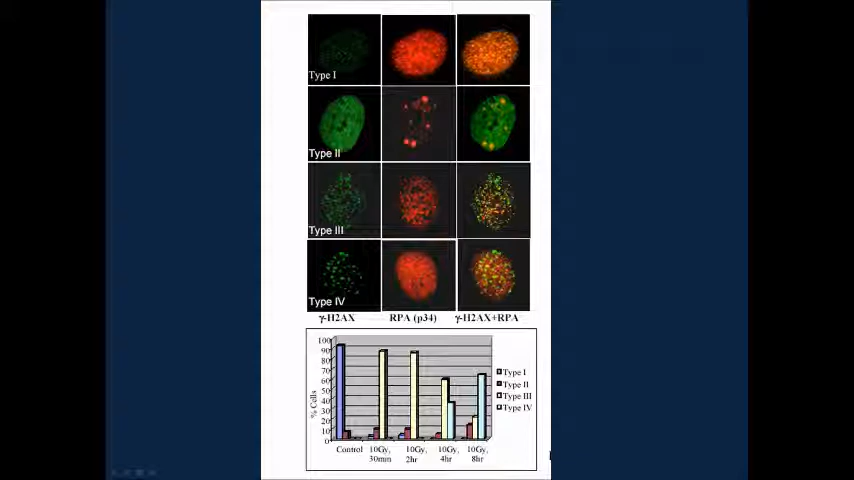 Type I
Type II
Type III
Type IV
γ-H2AX RPA (p34) γ-H2AX+RPA
100
90
80
70
60
50
40
30
20
10
0
% Cells
Control 10Gy, 30min 10Gy, 2hr 10Gy, 4hr 10Gy, 8hr
Type I
Type II
Type III
Type IV